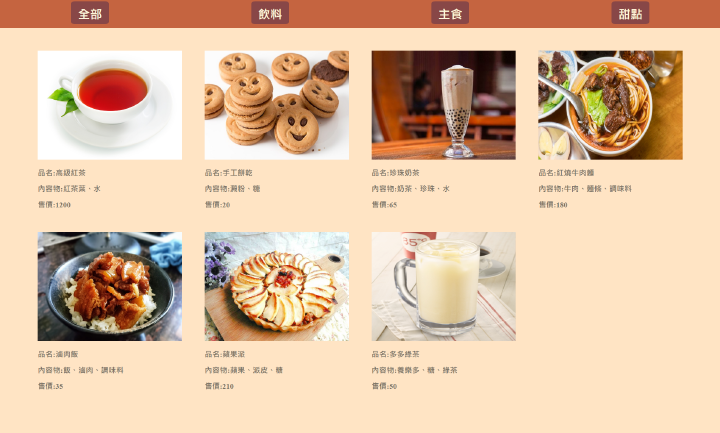 全部
飲料
主食
甜點
品名:高級紅茶
內容物:紅茶葉、水
售價:1200
品名:手工餅乾
內容物:澱粉、糖
售價:20
品名:珍珠奶茶
內容物:奶茶、珍珠、水
售價:65
品名:紅燒牛肉麵
內容物:牛肉、麵條、調味料
售價:180
品名:滷肉飯
內容物:飯、滷肉、調味料
售價:35
品名:蘋果派
內容物:蘋果、派皮、糖
售價:210
品名:多多綠茶
內容物:養樂多、糖、綠茶
售價:50